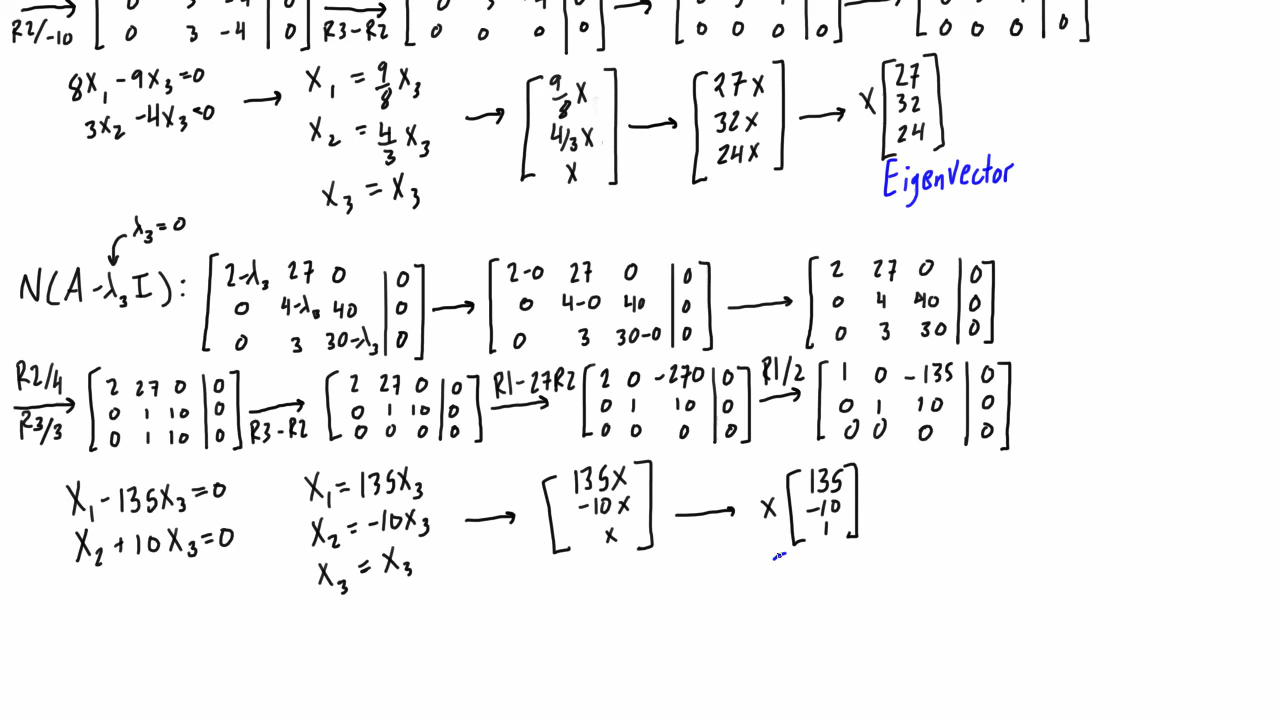 R2/-10 [ 0 3 -4 | 0 ] R3-R2 [ 0 0 0 | 0 ] → [ 0 0 0 | 0 ] → [ 0 0 0 | 0 ]
8X₁ - 9X₃ = 0
3X₂ - 4X₃ = 0
→
X₁ = 9/8 X₃
X₂ = 4/3 X₃
X₃ = X₃
→
[ 9/8 X
4/3 X
X ]
→
[ 27X
32X
24X ]
→
X [ 27
32
24 ]
Eigenvector
λ₃ = 0
N(A - λ₃I):
[ 2-λ₃ 27 0 | 0
0 4-λ₃ 40 | 0
0 3 30-λ₃ | 0 ]
→
[ 2-0 27 0 | 0
0 4-0 40 | 0
0 3 30-0 | 0 ]
→
[ 2 27 0 | 0
0 4 40 | 0
0 3 30 | 0 ]
R2/4
→
R3/3
[ 2 27 0 | 0
0 1 10 | 0
0 1 10 | 0 ]
→
R3-R2
[ 2 27 0 | 0
0 1 10 | 0
0 0 0 | 0 ]
R1-27R2
→
[ 2 0 -270 | 0
0 1 10 | 0
0 0 0 | 0 ]
R1/2
→
[ 1 0 -135 | 0
0 1 10 | 0
0 0 0 | 0 ]
X₁ - 135X₃ = 0
X₂ + 10X₃ = 0
X₁ = 135X₃
X₂ = -10X₃
X₃ = X₃
→
[ 135X
-10X
X ]
→
X [ 135
-10
1 ]